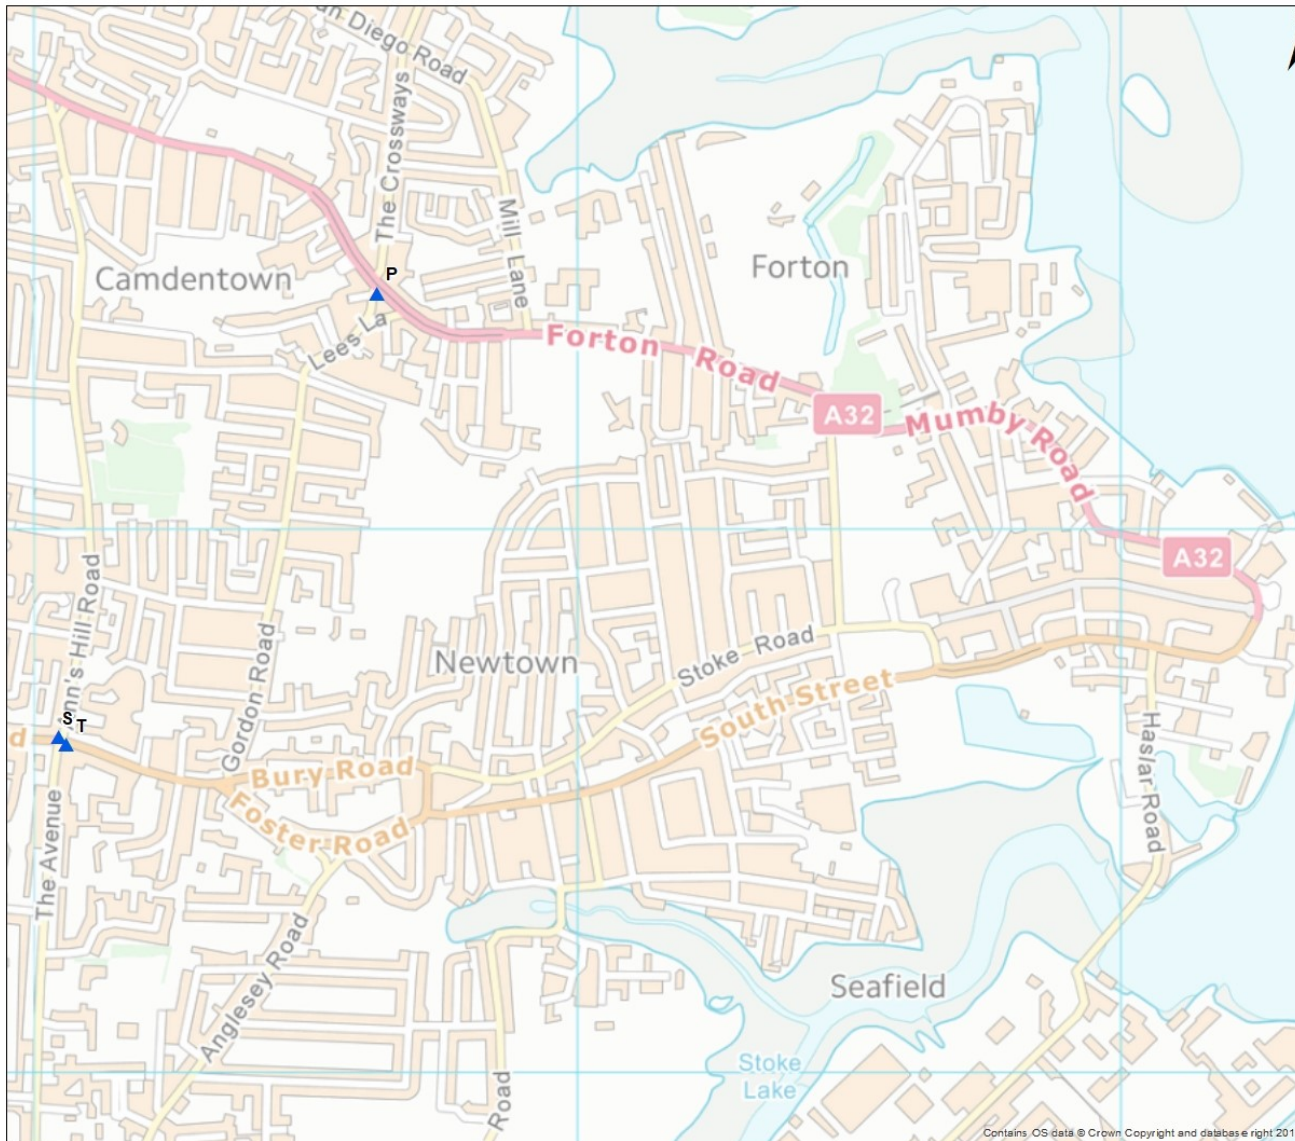 Diego Road
The Crossways
P
Camdentown
Mill Lane
Forton
Lees La
Forton Road
A32
Mumby Road
A32
Hill Road
Newtown
Stoke Road
South Street
Gordon Road
S T
d
Bury Road
Foster Road
Haslar Road
The Avenue
Anglesey Road
Seafield
Stoke
Lake
Road
Contains OS data © Crown Copyright and database right 201